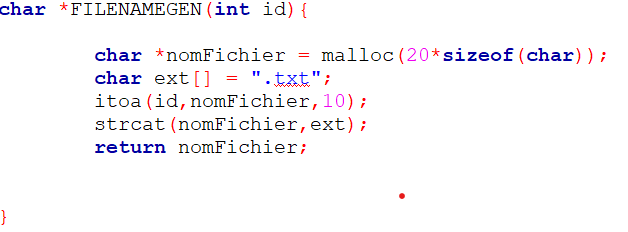 char *FILENAMEGEN(int id){
char *nomFichier = malloc(20*sizeof(char));
char ext[] = ".txt";
itoa(id,nomFichier,10);
strcat(nomFichier,ext);
return nomFichier;
}